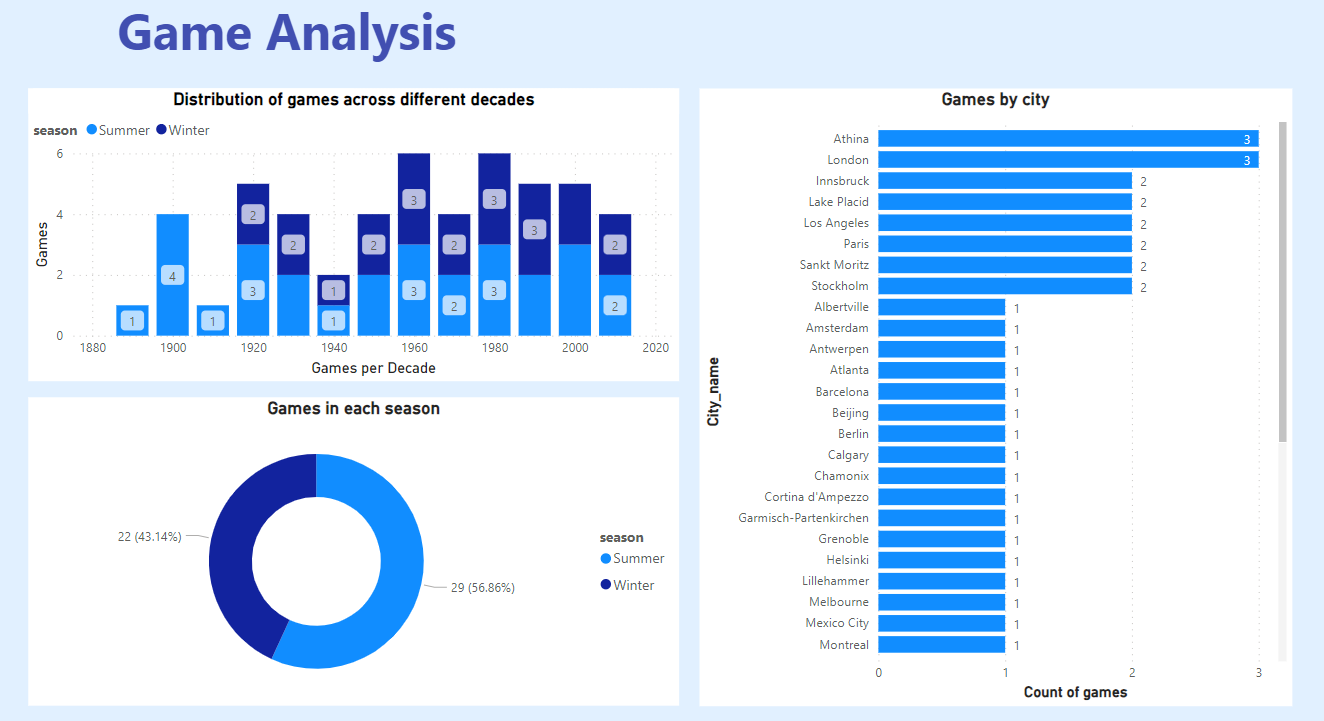 Game Analysis
Distribution of games across different decades
season Summer Winter
6
4
2
0
Games
1
4
1
2
3
2
1
1
2
3
3
2
2
3
3
3
2
2
1880 1900 1920 1940 1960 1980 2000 2020
Games per Decade
Games in each season
22 (43.14%)
29 (56.86%)
season
Summer
Winter
Games by city
City_name
Athina 3
London 3
Innsbruck 2
Lake Placid 2
Los Angeles 2
Paris 2
Sankt Moritz 2
Stockholm 2
Albertville 1
Amsterdam 1
Antwerpen 1
Atlanta 1
Barcelona 1
Beijing 1
Berlin 1
Calgary 1
Chamonix 1
Cortina d'Ampezzo 1
Garmisch-Partenkirchen 1
Grenoble 1
Helsinki 1
Lillehammer 1
Melbourne 1
Mexico City 1
Montreal 1
0 1 2 3
Count of games